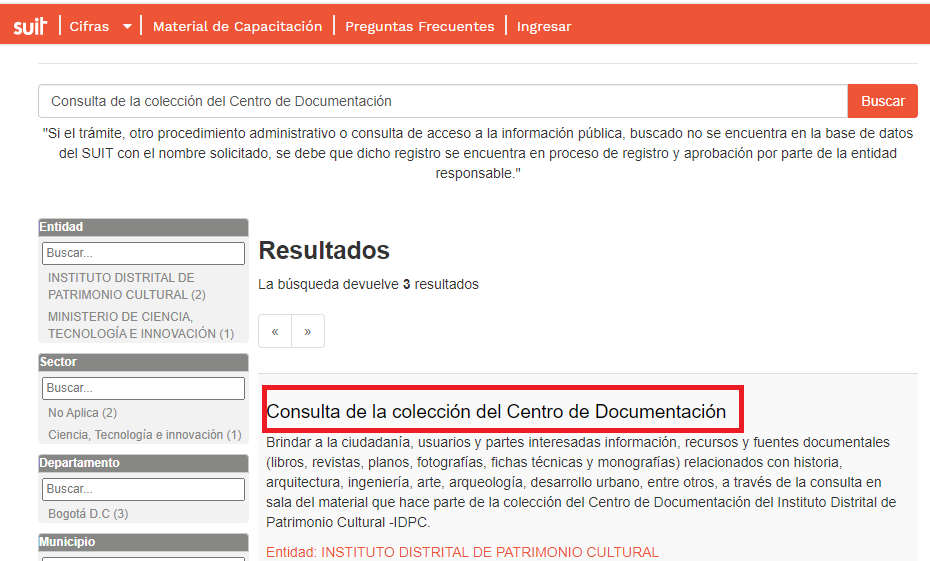 suit Cifras Material de Capacitación Preguntas Frecuentes Ingresar
Consulta de la colección del Centro de Documentación Buscar
"Si el trámite, otro procedimiento administrativo o consulta de acceso a la información pública, buscado no se encuentra en la base de datos
del SUIT con el nombre solicitado, se debe que dicho registro se encuentra en proceso de registro y aprobación por parte de la entidad
responsable."
Entidad
Buscar...
INSTITUTO DISTRITAL DE
PATRIMONIO CULTURAL (2)
MINISTERIO DE CIENCIA,
TECNOLOGÍA E INNOVACIÓN (1)
Sector
Buscar...
No Aplica (2)
Ciencia, Tecnología e innovación (1)
Departamento
Buscar...
Bogotá D.C (3)
Municipio
Resultados
La búsqueda devuelve 3 resultados
« »
Consulta de la colección del Centro de Documentación
Brindar a la ciudadanía, usuarios y partes interesadas información, recursos y fuentes documentales
(libros, revistas, planos, fotografías, fichas técnicas y monografías) relacionados con historia,
arquitectura, ingeniería, arte, arqueología, desarrollo urbano, entre otros, a través de la consulta en
sala del material que hace parte de la colección del Centro de Documentación del Instituto Distrital de
Patrimonio Cultural -IDPC.
Entidad: INSTITUTO DISTRITAL DE PATRIMONIO CULTURAL